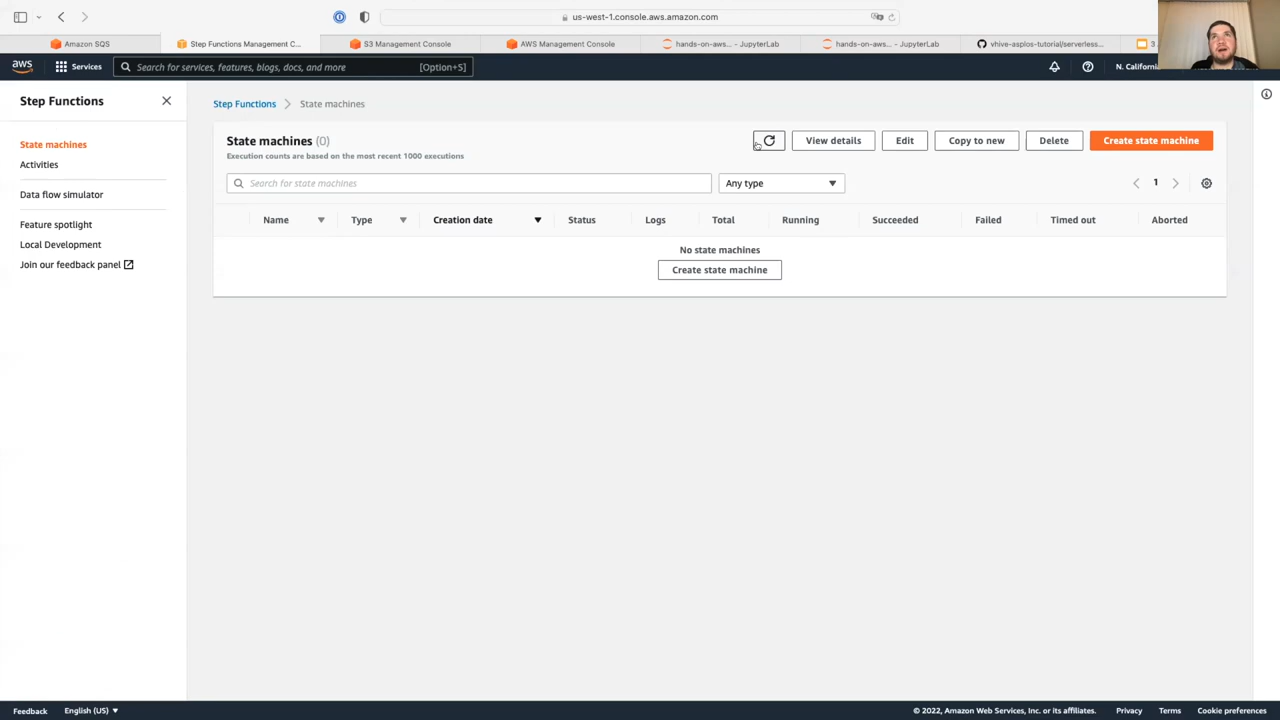 us-west-1.console.aws.amazon.com
Amazon SQS
Step Functions Management C...
S3 Management Console
AWS Management Console
hands-on-aws... – JupyterLab
hands-on-aws... – JupyterLab
vhive-asplos-tutorial/serverless...
3
aws
Services
Search for services, features, blogs, docs, and more
[Option+S]
N. California
Step Functions
State machines
Activities
Data flow simulator
Feature spotlight
Local Development
Join our feedback panel
Step Functions
State machines
State machines (0)
Execution counts are based on the most recent 1000 executions
View details
Edit
Copy to new
Delete
Create state machine
Search for state machines
Any type
1
Name
Type
Creation date
Status
Logs
Total
Running
Succeeded
Failed
Timed out
Aborted
No state machines
Create state machine
Feedback
English (US)
© 2022, Amazon Web Services, Inc. or its affiliates.
Privacy
Terms
Cookie preferences